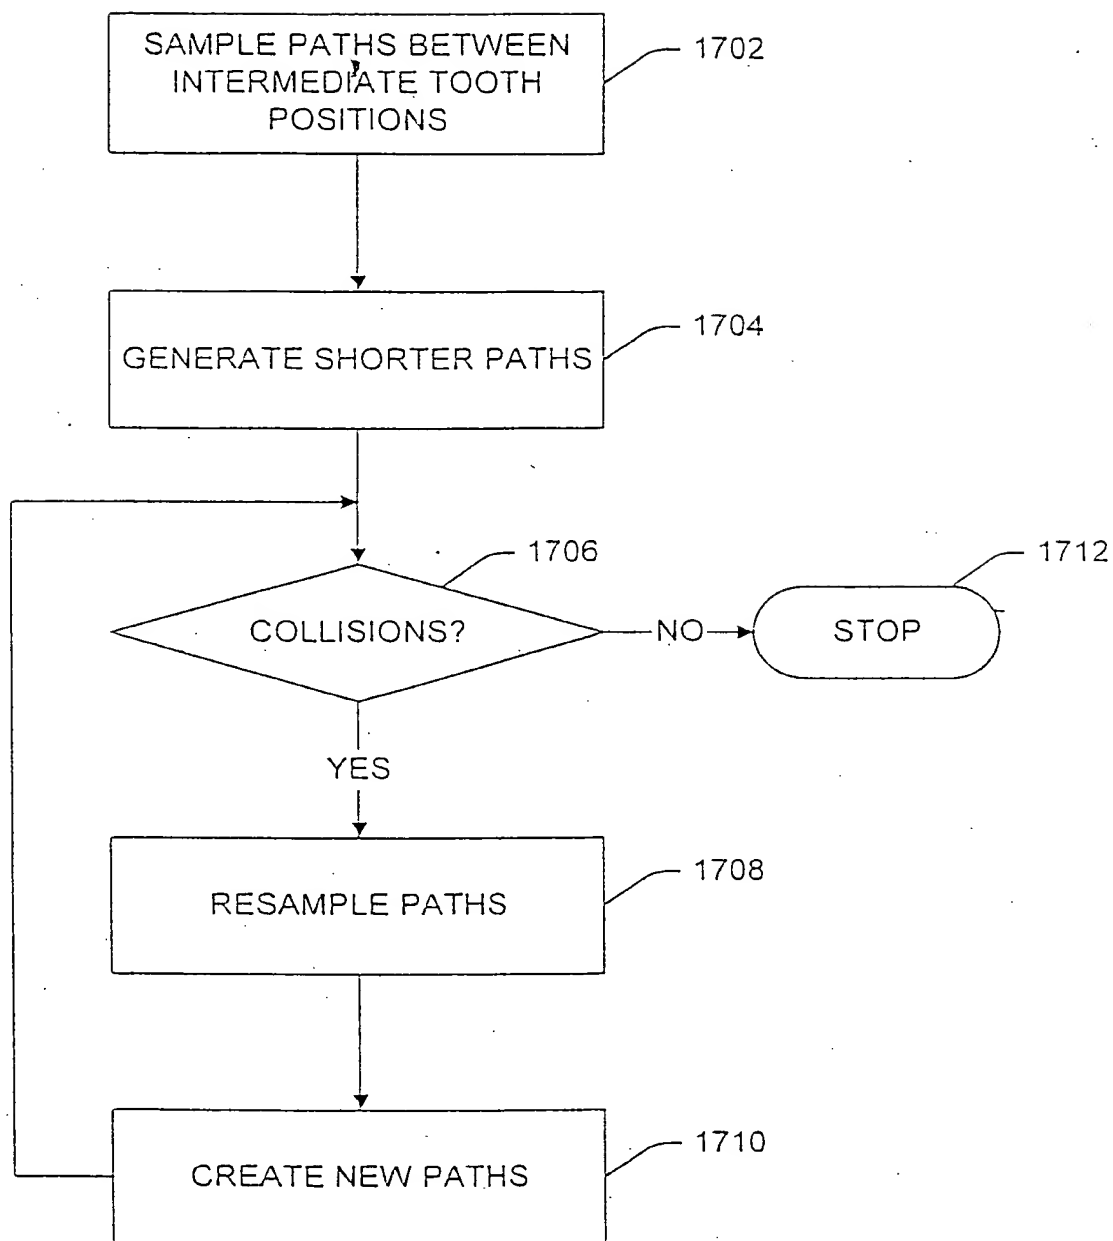 SAMPLE PATHS BETWEEN
INTERMEDIATE TOOTH
POSITIONS
1702
GENERATE SHORTER PATHS
1704
COLLISIONS?
1706
NO
STOP
1712
YES
RESAMPLE PATHS
1708
CREATE NEW PATHS
1710